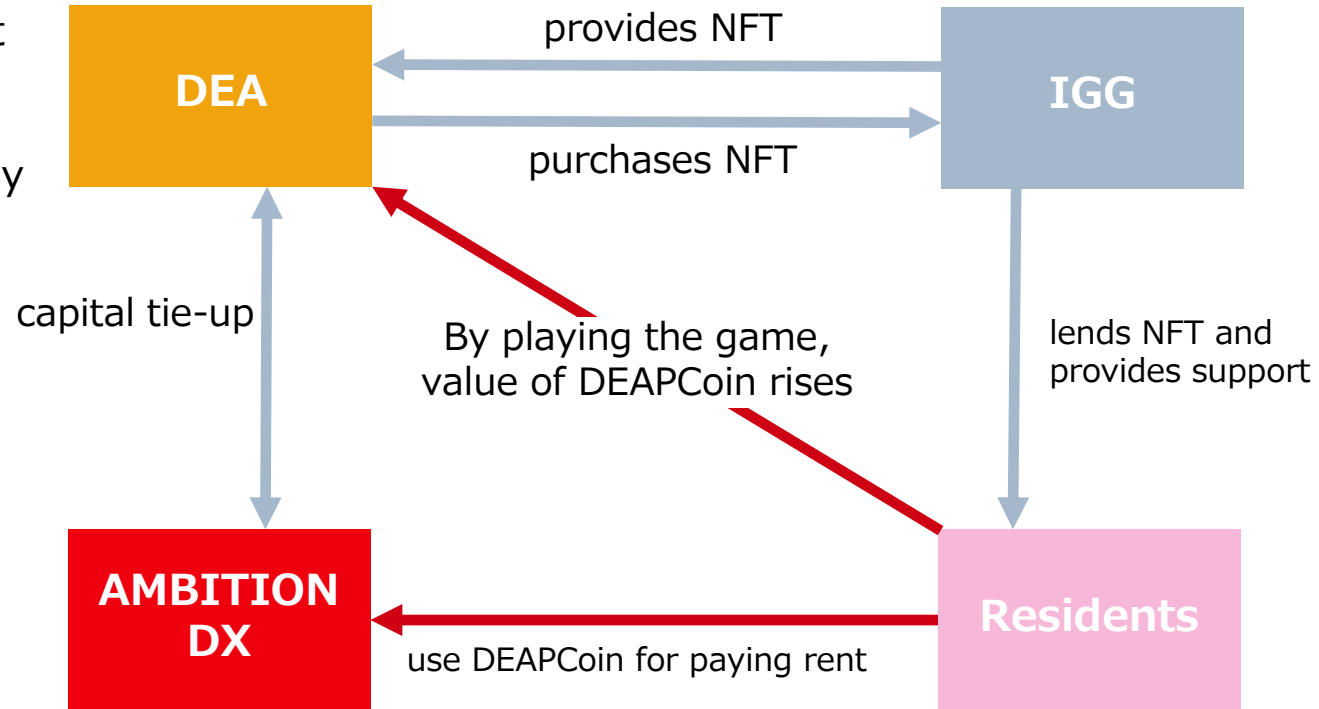 t
provides NFT
DEA
IGG
y
purchases NFT
capital tie-up
By playing the game,
value of DEAPCoin rises
lends NFT and
provides support
AMBITION
DX
Residents
use DEAPCoin for paying rent